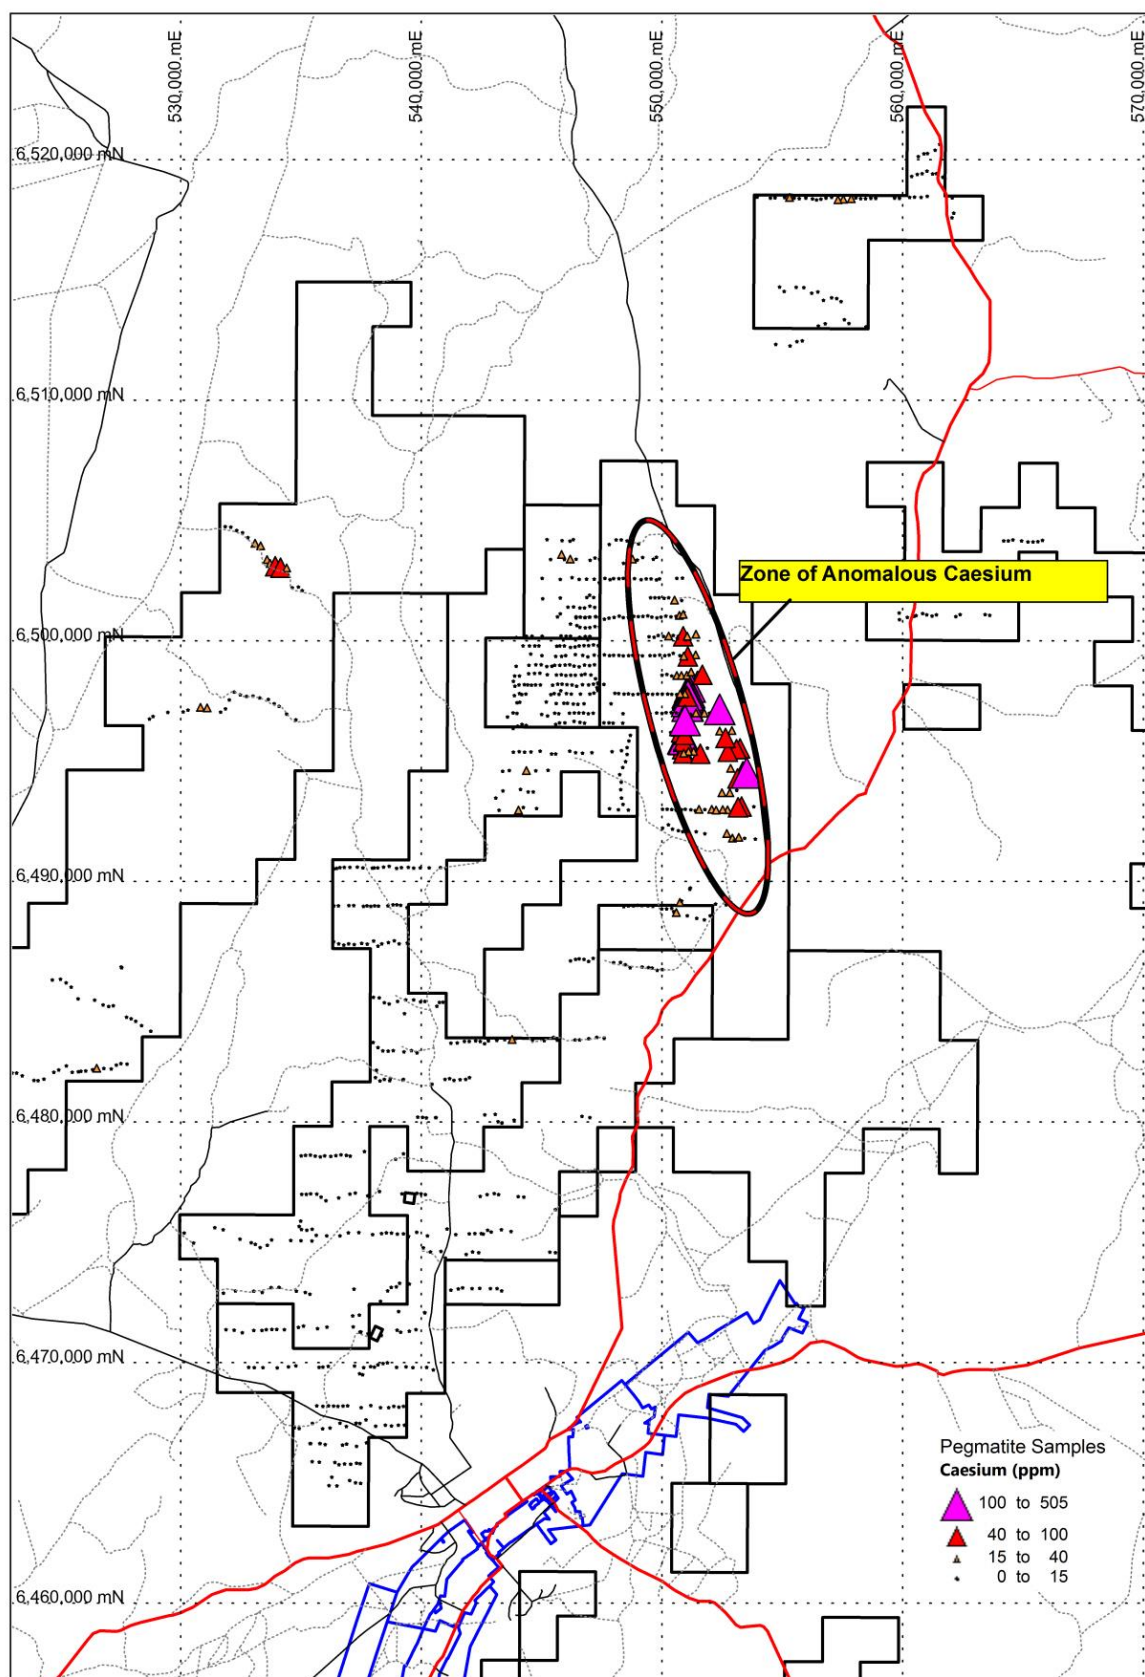 530,000 mE
540,000 mE
550,000 mE
560,000 mE
570,000 mE
6,520,000 mN
6,510,000 mN
Zone of Anomalous Caesium
6,500,000 mN
6,490,000 mN
6,480,000 mN
6,470,000 mN
6,460,000 mN
Pegmatite Samples
Caesium (ppm)
100 to 505
40 to 100
15 to 40
0 to 15